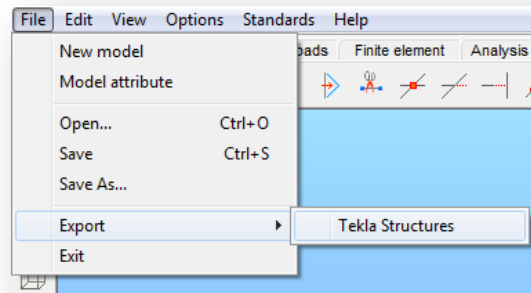 File Edit View Options Standards Help
Finite element Analysis
New model
Model attribute
Open... Ctrl+O
Save Ctrl+S
Save As...
Export Tekla Structures
Exit